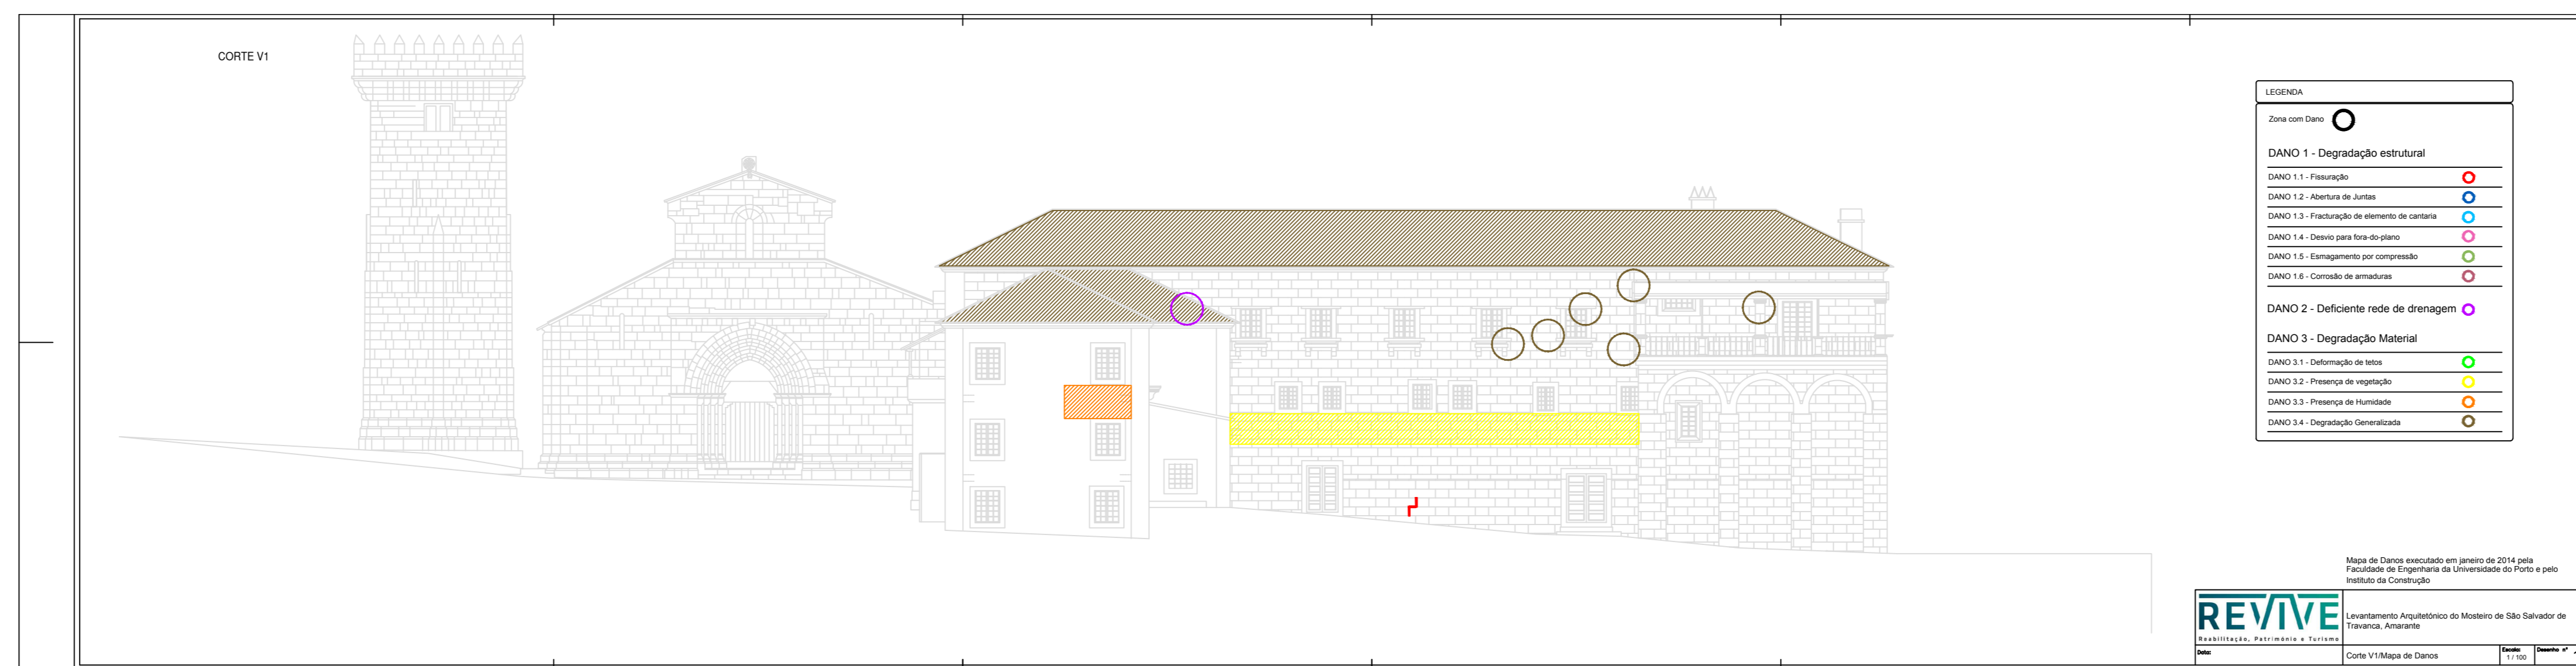 CORTE V1
LEGENDA
Zona com Dano
DANO 1 - Degradação estrutural
DANO 1.1 - Fissuração
DANO 1.2 - Abertura de Juntas
DANO 1.3 - Fracturação de elemento de cantaria
DANO 1.4 - Desvio para fora-do-plano
DANO 1.5 - Esmagamento por compressão
DANO 1.6 - Corrosão de armaduras
DANO 2 - Deficiente rede de drenagem
DANO 3 - Degradação Material
DANO 3.1 - Deformação de tetos
DANO 3.2 - Presença de vegetação
DANO 3.3 - Presença de Humidade
DANO 3.4 - Degradação Generalizada
Mapa de Danos executado em janeiro de 2014 pela
Faculdade de Engenharia da Universidade do Porto e pelo
Instituto da Construção
REVIVE
Reabilitação, Património e Turismo
Levantamento Arquitetónico do Mosteiro de São Salvador de
Travanca, Amarante
Data:
Corte V1/Mapa de Danos
Escala:
1 / 100
Desenho nº